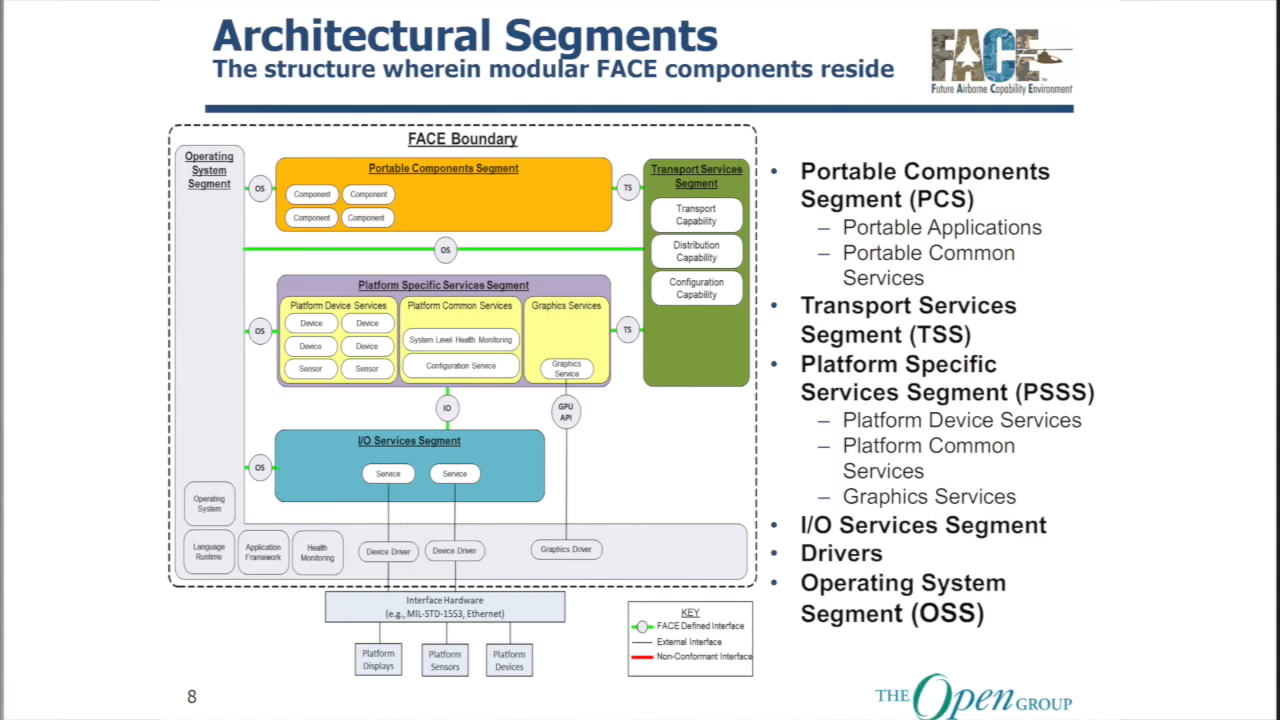 Architectural Segments
The structure wherein modular FACE components reside
FACE
Future Airborne Capability Environment
FACE Boundary
Operating
System
Segment
OS
Portable Components Segment
Component
Component
Component
Component
TS
Transport Services
Segment
Transport
Capability
Distribution
Capability
Configuration
Capability
OS
Platform Specific Services Segment
OS
Platform Device Services
Device
Device
Device
Device
Sensor
Sensor
Platform Common Services
System Level Health Monitoring
Configuration Service
Graphics Services
Graphics
Service
TS
IO
GPU
API
I/O Services Segment
OS
Service
Service
Operating
System
Language
Runtime
Application
Framework
Health
Monitoring
Device Driver
Device Driver
Graphics Driver
Interface Hardware
(e.g., MIL-STD-1553, Ethernet)
Platform
Displays
Platform
Sensors
Platform
Devices
KEY
FACE Defined Interface
External Interface
Non-Conformant Interface
• Portable Components
Segment (PCS)
– Portable Applications
– Portable Common
Services
• Transport Services
Segment (TSS)
• Platform Specific
Services Segment (PSSS)
– Platform Device Services
– Platform Common
Services
– Graphics Services
• I/O Services Segment
• Drivers
• Operating System
Segment (OSS)
8
THE Open GROUP